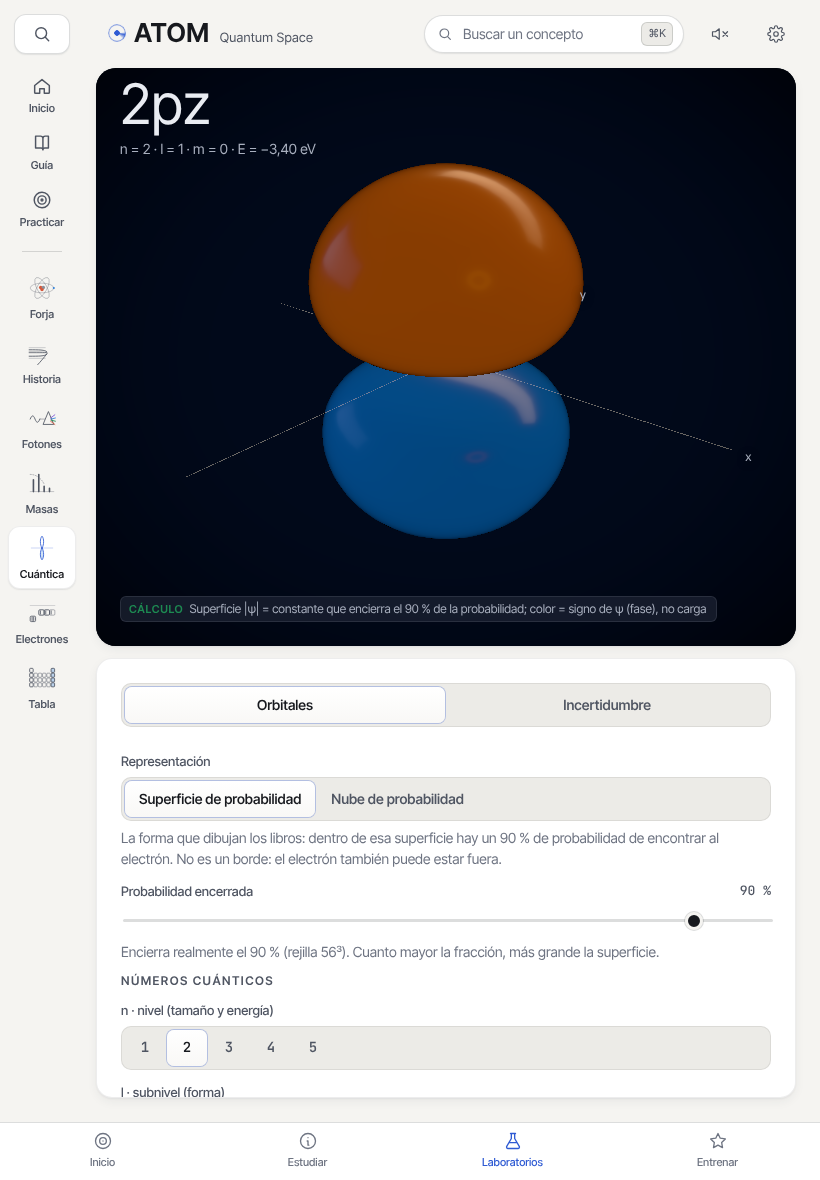 ATOM Quantum Space
Buscar un concepto
⌘K
Inicio
Guía
Practicar
Forja
Historia
Fotones
Masas
Cuántica
Electrones
Tabla
2pz
n = 2 · l = 1 · m = 0 · E = −3,40 eV
y
x
CÁLCULO Superficie |ψ| = constante que encierra el 90 % de la probabilidad; color = signo de ψ (fase), no carga
Orbitales
Incertidumbre
Representación
Superficie de probabilidad
Nube de probabilidad
La forma que dibujan los libros: dentro de esa superficie hay un 90 % de probabilidad de encontrar al
electrón. No es un borde: el electrón también puede estar fuera.
Probabilidad encerrada
90 %
Encierra realmente el 90 % (rejilla 56³). Cuanto mayor la fracción, más grande la superficie.
NÚMEROS CUÁNTICOS
n · nivel (tamaño y energía)
1 2 3 4 5
l · subnivel (forma)
Inicio
Estudiar
Laboratorios
Entrenar